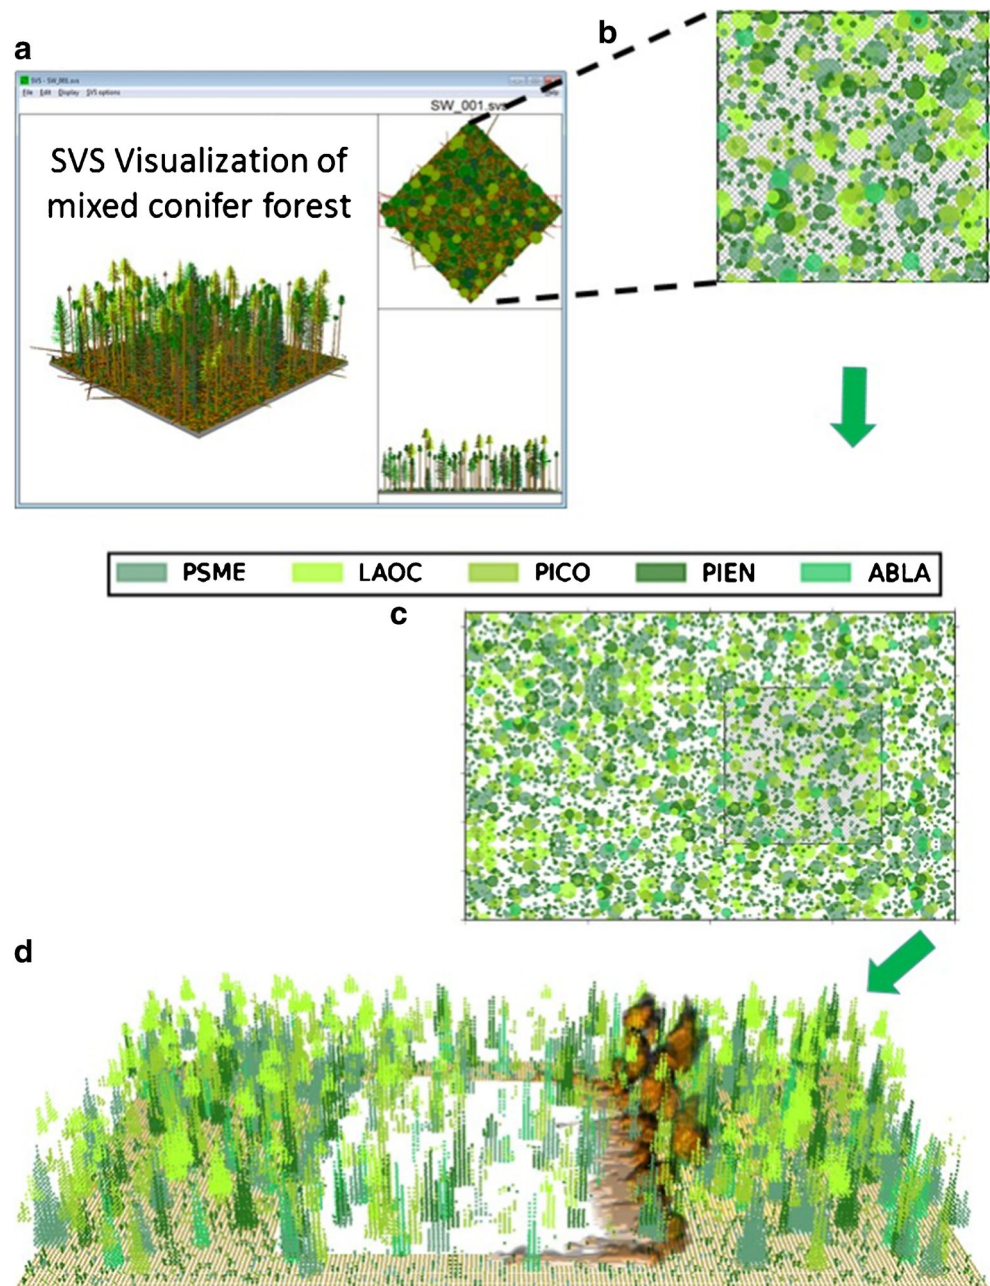 a
b
SVS - SW_001.svs
File Edit Display SVS options
Help
SW_001.svs
SVS Visualization of
mixed conifer forest
PSME LAOC PICO PIEN ABLA
c
d